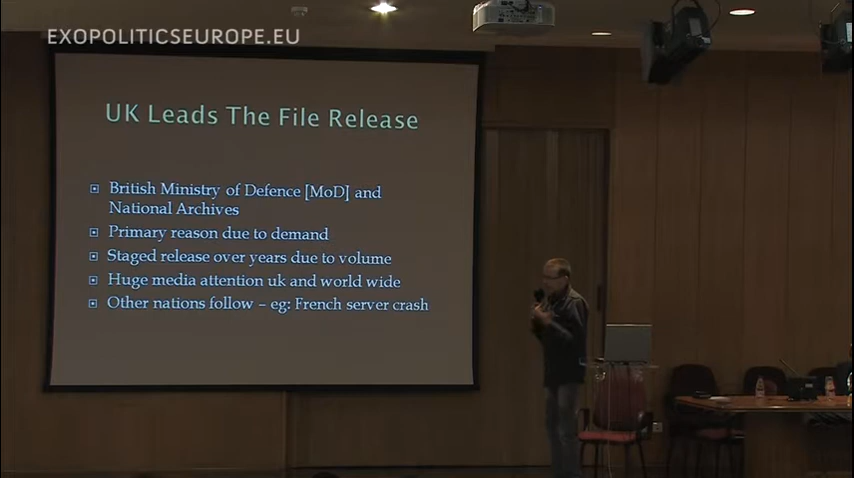 EXOPOLITICSEUROPE.EU
UK Leads The File Release
British Ministry of Defence [MoD] and
National Archives
Primary reason due to demand
Staged release over years due to volume
Huge media attention uk and world wide
Other nations follow – eg: French server crash